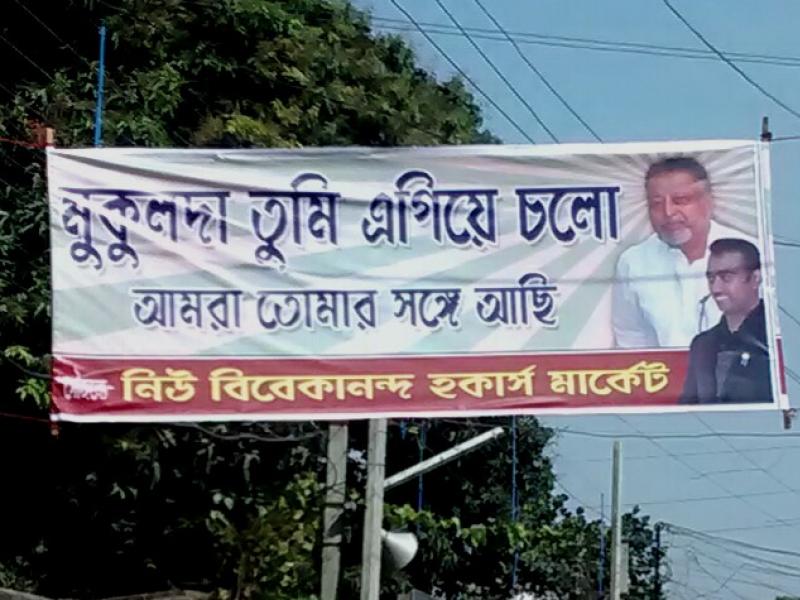 মুকুলদা তুমি এগিয়ে চলো
আমরা তোমার সঙ্গে আছি
নিউ বিবেকানন্দ হকার্স মার্কেট